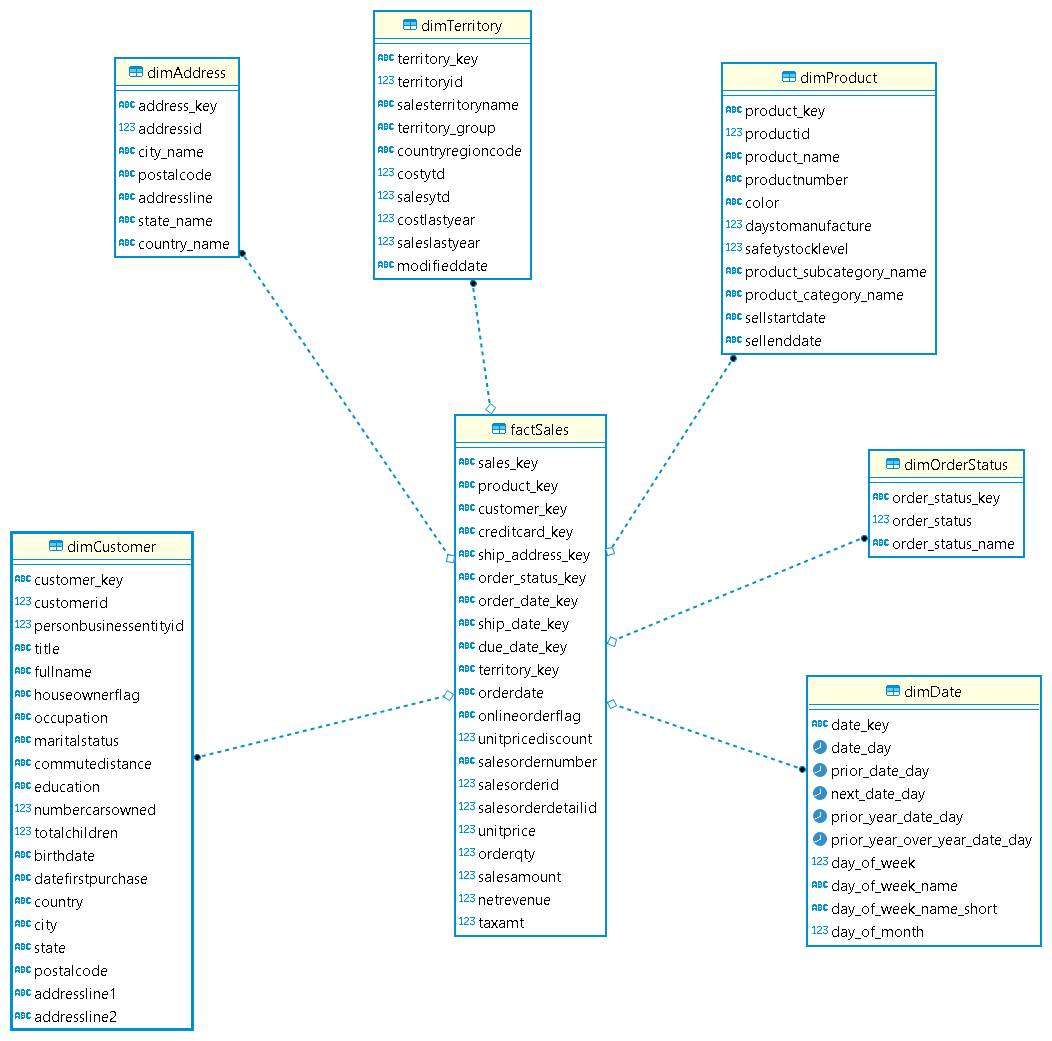 dimTerritory
ABC territory_key
123 territoryid
ABC salesterritoryname
ABC territory_group
ABC countryregioncode
123 costytd
123 salesytd
123 costlastyear
123 saleslastyear
ABC modifieddate
dimAddress
ABC address_key
123 addressid
ABC city_name
ABC postalcode
ABC addressline
ABC state_name
ABC country_name
dimProduct
ABC product_key
123 productid
ABC product_name
ABC productnumber
ABC color
123 daystomanufacture
123 safetystocklevel
ABC product_subcategory_name
ABC product_category_name
ABC sellstartdate
ABC sellenddate
factSales
ABC sales_key
ABC product_key
ABC customer_key
ABC creditcard_key
ABC ship_address_key
ABC order_status_key
ABC order_date_key
ABC ship_date_key
ABC due_date_key
ABC territory_key
ABC orderdate
ABC onlineorderflag
123 unitpricediscount
ABC salesordernumber
123 salesorderid
123 salesorderdetailid
123 unitprice
123 orderqty
123 salesamount
123 netrevenue
123 taxamt
dimOrderStatus
ABC order_status_key
123 order_status
ABC order_status_name
dimCustomer
ABC customer_key
123 customerid
123 personbusinessentityid
ABC title
ABC fullname
ABC houseownerflag
ABC occupation
ABC maritalstatus
ABC commutedistance
ABC education
123 numbercarsowned
123 totalchildren
ABC birthdate
ABC datefirstpurchase
ABC country
ABC city
ABC state
ABC postalcode
ABC addressline1
ABC addressline2
dimDate
ABC date_key
date_day
prior_date_day
next_date_day
prior_year_date_day
prior_year_over_year_date_day
123 day_of_week
ABC day_of_week_name
ABC day_of_week_name_short
123 day_of_month